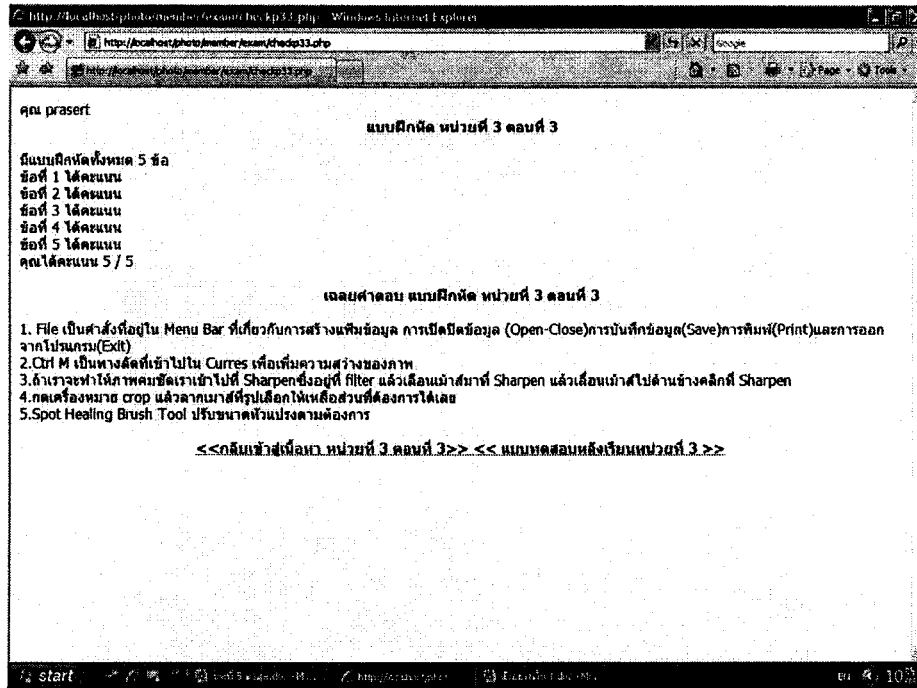 http://localhost/photo/member/exam/checkp33.php - Windows Internet Explorer
http://localhost/photo/member/exam/checkp33.php
Google
http://localhost/photo/member/exam/checkp33.php
Page Tools
คุณ prasert
แบบฝึกหัด หน่วยที่ 3 ตอนที่ 3
มีแบบฝึกหัดทั้งหมด 5 ข้อ
ข้อที่ 1 ได้คะแนน
ข้อที่ 2 ได้คะแนน
ข้อที่ 3 ได้คะแนน
ข้อที่ 4 ได้คะแนน
ข้อที่ 5 ได้คะแนน
คุณได้คะแนน 5 / 5
เฉลยคำตอบ แบบฝึกหัด หน่วยที่ 3 ตอนที่ 3
1. File เป็นคำสั่งที่อยู่ใน Menu Bar ที่เกี่ยวกับการสร้างแฟ้มข้อมูล การเปิดปิดข้อมูล (Open-Close)การบันทึกข้อมูล(Save)การพิมพ์(Print)และการออก
จากโปรแกรม(Exit)
2.Ctrl M เป็นทางลัดที่เข้าไปใน Curres เพื่อเพิ่มความสว่างของภาพ
3.ถ้าเราจะทำให้ภาพคมชัดเราเข้าไปที่ Sharpenซึ่งอยู่ที่ filter แล้วเลือนเม้าส์มาที่ Sharpen แล้วเลื่อนเม้าส์ไปด้านข้างคลิกที่ Sharpen
4.กดเครื่องหมาย crop แล้วลากเมาส์ที่รูปเลือกให้เหลือส่วนที่ต้องการได้เลย
5.Spot Healing Brush Tool ปรับขนาดหัวแปรงตามต้องการ
<<กลับเข้าสู่เนื้อหา หน่วยที่ 3 ตอนที่ 3>> << แบบทดสอบหลังเรียนหน่วยที่ 3 >>
start
EN